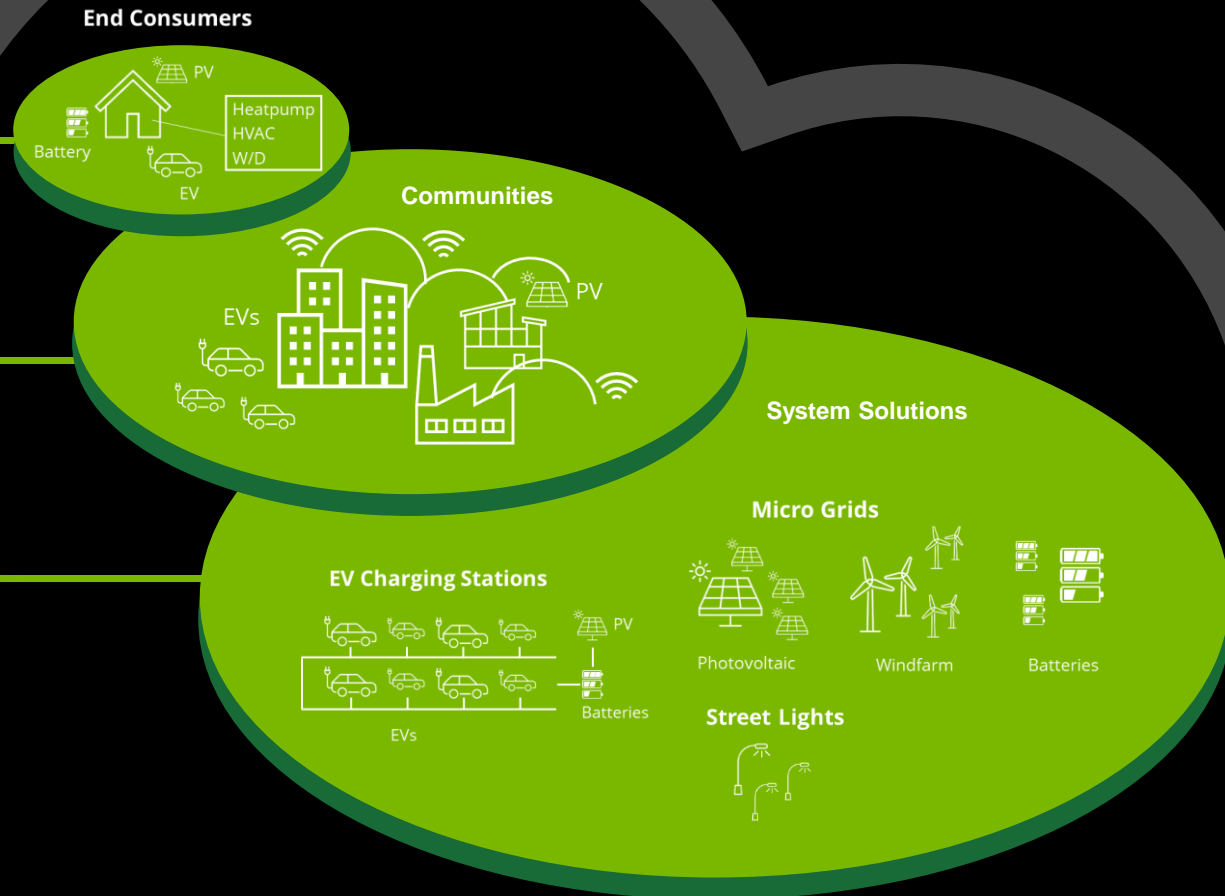 End Consumers
PV
Heatpump
HVAC
W/D
Battery
EV
Communities
PV
EVs
System Solutions
Micro Grids
Photovoltaic
Windfarm
Batteries
EV Charging Stations
PV
Batteries
EVs
Street Lights